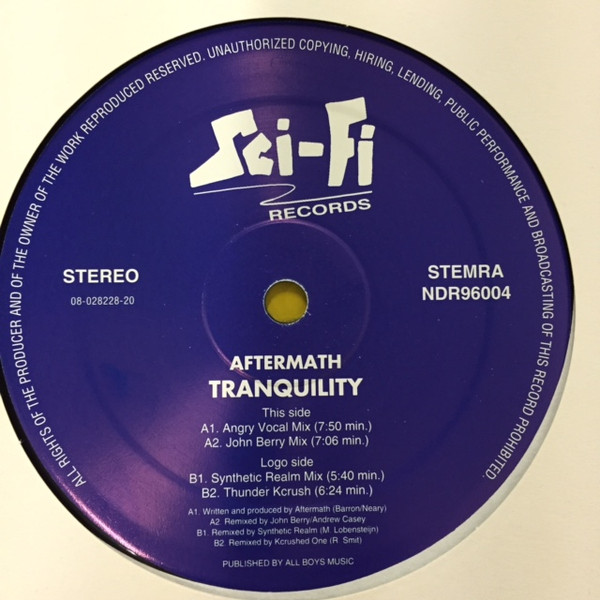 ALL RIGHTS OF THE PRODUCER AND OF THE OWNER OF THE WORK REPRODUCED RESERVED. UNAUTHORIZED COPYING, HIRING, LENDING, PUBLIC PERFORMANCE AND BROADCASTING OF THIS RECORD PROHIBITED.
Sci-Fi
RECORDS
STEREO
08-028228-20
STEMRA
NDR96004
AFTERMATH
TRANQUILITY
This side
A1. Angry Vocal Mix (7:50 min.)
A2. John Berry Mix (7:06 min.)
Logo side
B1. Synthetic Realm Mix (5:40 min.)
B2. Thunder Kcrush (6:24 min.)
A1. Written and produced by Aftermath (Barron/Neary)
A2. Remixed by John Berry/Andrew Casey
B1. Remixed by Synthetic Realm (M. Lobensteijn)
B2. Remixed by Kcrushed One (R. Smit)
PUBLISHED BY ALL BOYS MUSIC